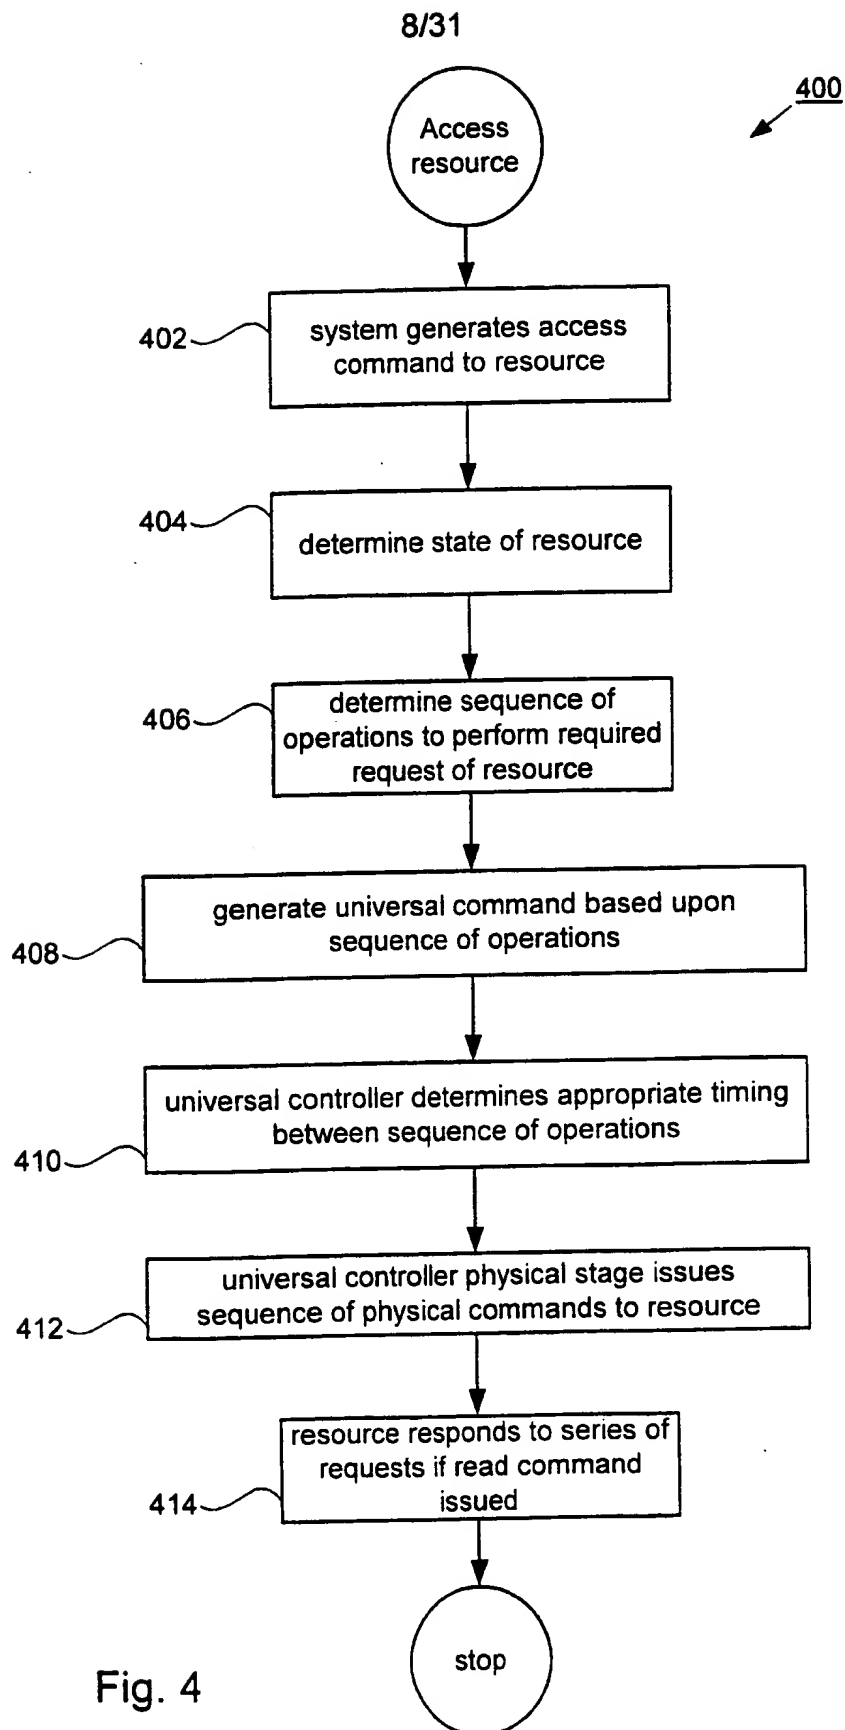 8/31
400
Access
resource
402
system generates access
command to resource
404
determine state of resource
406
determine sequence of
operations to perform required
request of resource
408
generate universal command based upon
sequence of operations
410
universal controller determines appropriate timing
between sequence of operations
412
universal controller physical stage issues
sequence of physical commands to resource
414
resource responds to series of
requests if read command
issued
stop
Fig. 4